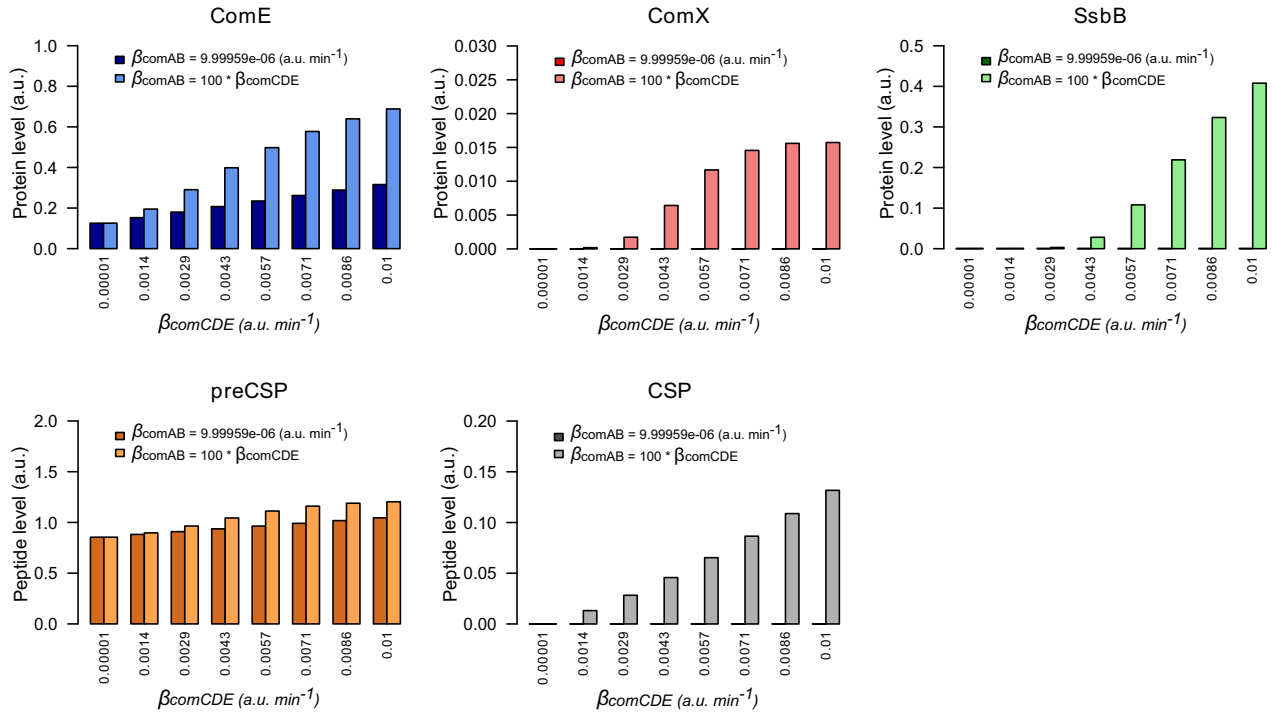 ComE
1.0
0.8
0.6
0.4
0.2
0.0
Protein level (a.u.)
βcomAB = 9.99959e-06 (a.u. min-1)
βcomAB = 100 * βcomCDE
0.00001
0.0014
0.0029
0.0043
0.0057
0.0071
0.0086
0.01
βcomCDE (a.u. min-1)
ComX
0.030
0.025
0.020
0.015
0.010
0.005
0.000
Protein level (a.u.)
βcomAB = 9.99959e-06 (a.u. min-1)
βcomAB = 100 * βcomCDE
0.00001
0.0014
0.0029
0.0043
0.0057
0.0071
0.0086
0.01
βcomCDE (a.u. min-1)
SsbB
0.5
0.4
0.3
0.2
0.1
0.0
Protein level (a.u.)
βcomAB = 9.99959e-06 (a.u. min-1)
βcomAB = 100 * βcomCDE
0.00001
0.0014
0.0029
0.0043
0.0057
0.0071
0.0086
0.01
βcomCDE (a.u. min-1)
preCSP
2.0
1.5
1.0
0.5
0.0
Peptide level (a.u.)
βcomAB = 9.99959e-06 (a.u. min-1)
βcomAB = 100 * βcomCDE
0.00001
0.0014
0.0029
0.0043
0.0057
0.0071
0.0086
0.01
βcomCDE (a.u. min-1)
CSP
0.20
0.15
0.10
0.05
0.00
Peptide level (a.u.)
βcomAB = 9.99959e-06 (a.u. min-1)
βcomAB = 100 * βcomCDE
0.00001
0.0014
0.0029
0.0043
0.0057
0.0071
0.0086
0.01
βcomCDE (a.u. min-1)